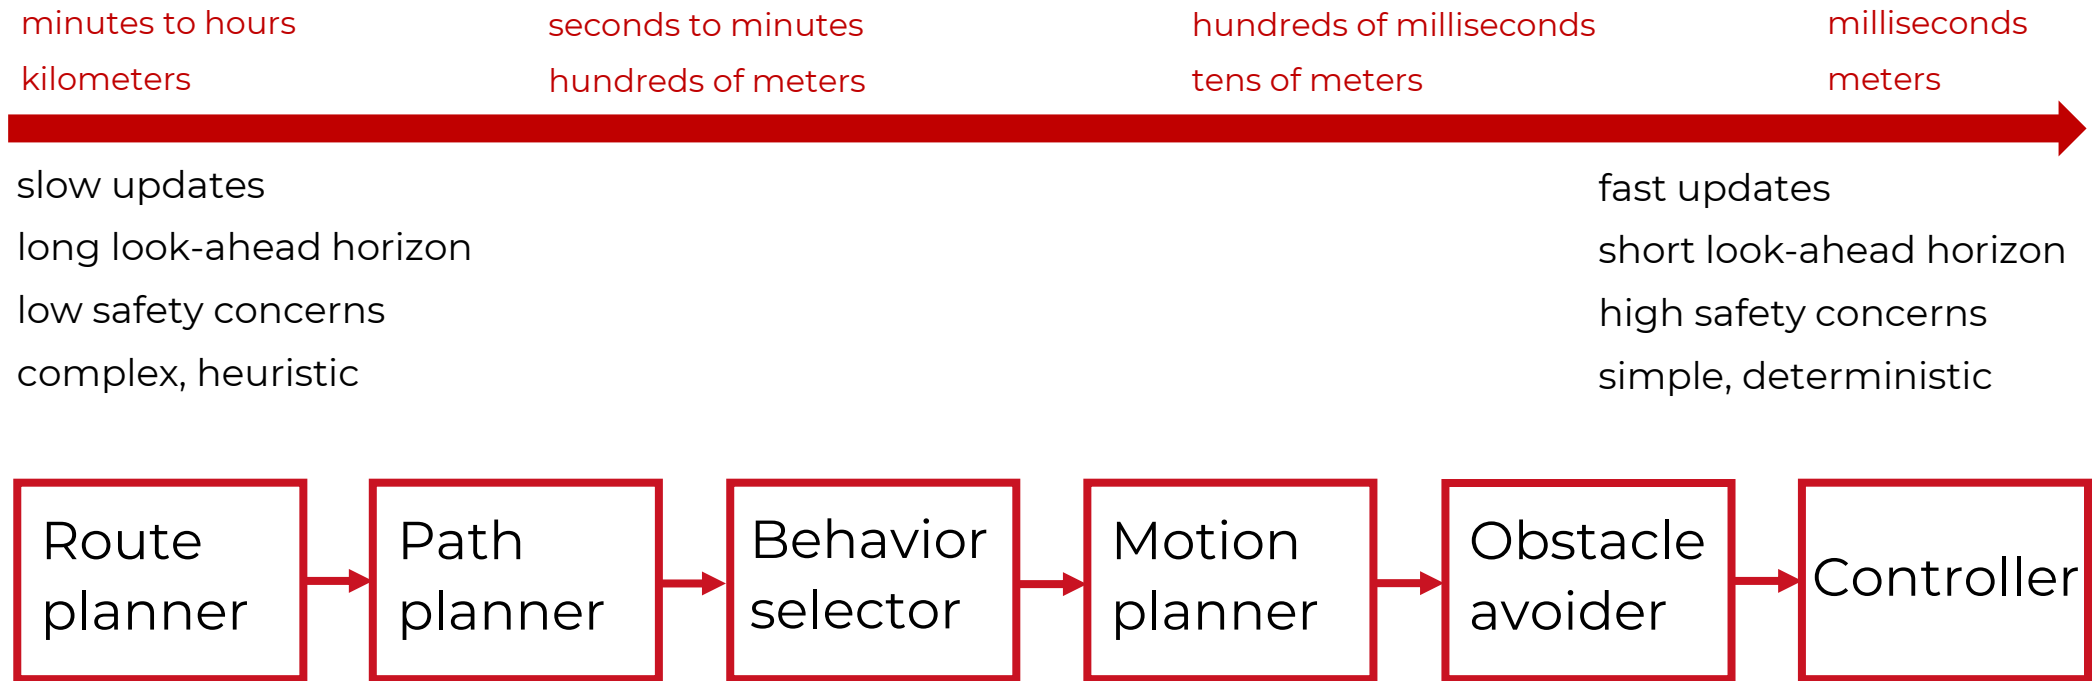 minutes to hours
kilometers
seconds to minutes
hundreds of meters
hundreds of milliseconds
tens of meters
milliseconds
meters
slow updates
long look-ahead horizon
low safety concerns
complex, heuristic
fast updates
short look-ahead horizon
high safety concerns
simple, deterministic
Route
planner
Path
planner
Behavior
selector
Motion
planner
Obstacle
avoider
Controller